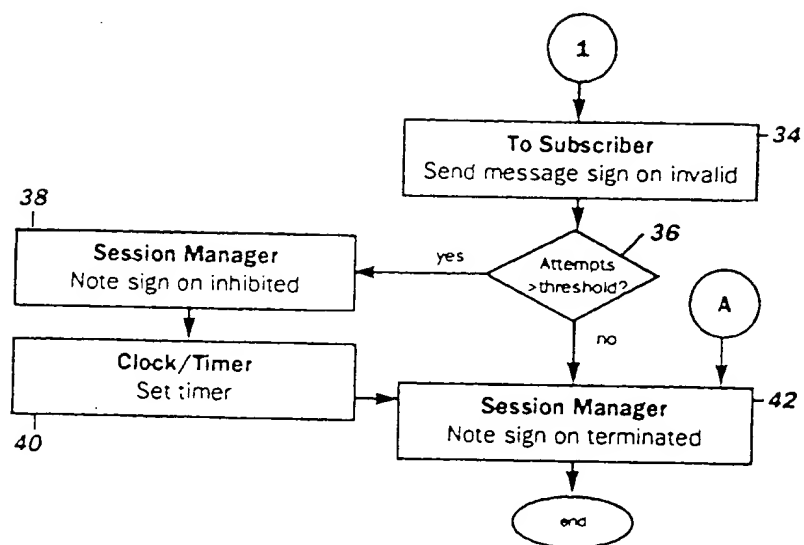 1
To Subscriber
Send message sign on invalid
34
36
Attempts
>threshold?
yes
no
38
Session Manager
Note sign on inhibited
A
Clock/Timer
Set timer
40
Session Manager
Note sign on terminated
42
end